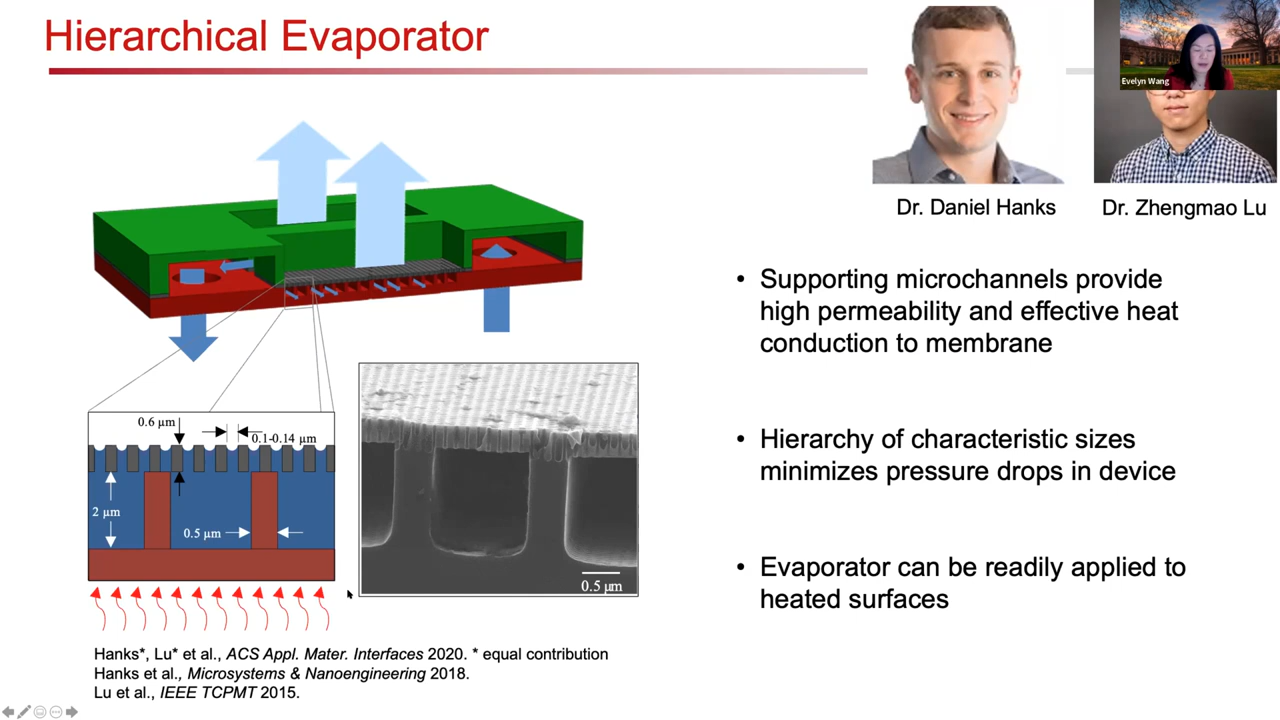 Hierarchical Evaporator
Evelyn Wang
Dr. Daniel Hanks
Dr. Zhengmao Lu
• Supporting microchannels provide
high permeability and effective heat
conduction to membrane
• Hierarchy of characteristic sizes
minimizes pressure drops in device
• Evaporator can be readily applied to
heated surfaces
0.6 µm
0.1-0.14 µm
2 µm
0.5 µm
0.5 µm
Hanks*, Lu* et al., ACS Appl. Mater. Interfaces 2020. * equal contribution
Hanks et al., Microsystems & Nanoengineering 2018.
Lu et al., IEEE TCPMT 2015.